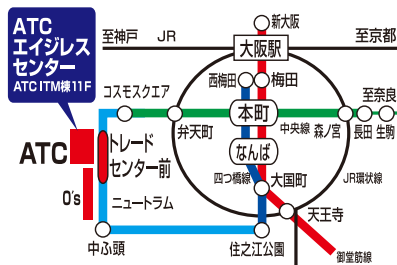 ATC
エイジレス
センター
ATC ITM棟11F
至神戸
JR
新大阪
大阪駅
至京都
西梅田
梅田
コスモスクエア
弁天町
本町
中央線
森ノ宮
長田
生駒
至奈良
ATC
トレード
センター前
なんば
四つ橋線
大国町
JR環状線
O's
ニュートラム
天王寺
中ふ頭
住之江公園
御堂筋線